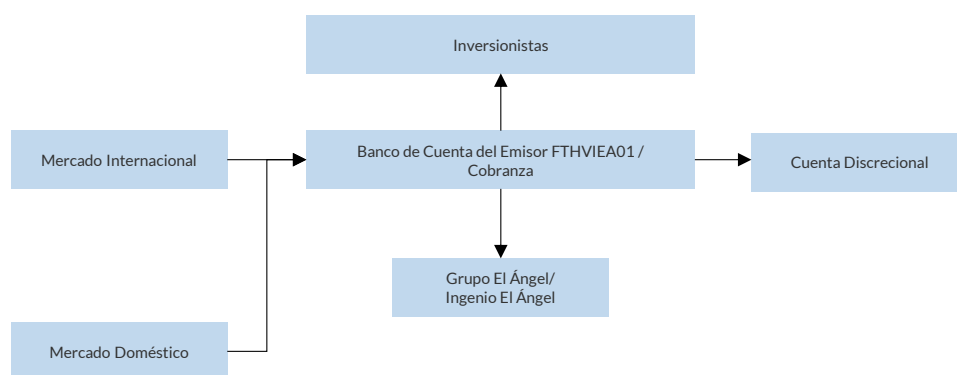 Inversionistas
Mercado Internacional
Banco de Cuenta del Emisor FTHVIEA01 /
Cobranza
Cuenta Discrecional
Grupo El Ángel/
Ingenio El Ángel
Mercado Doméstico